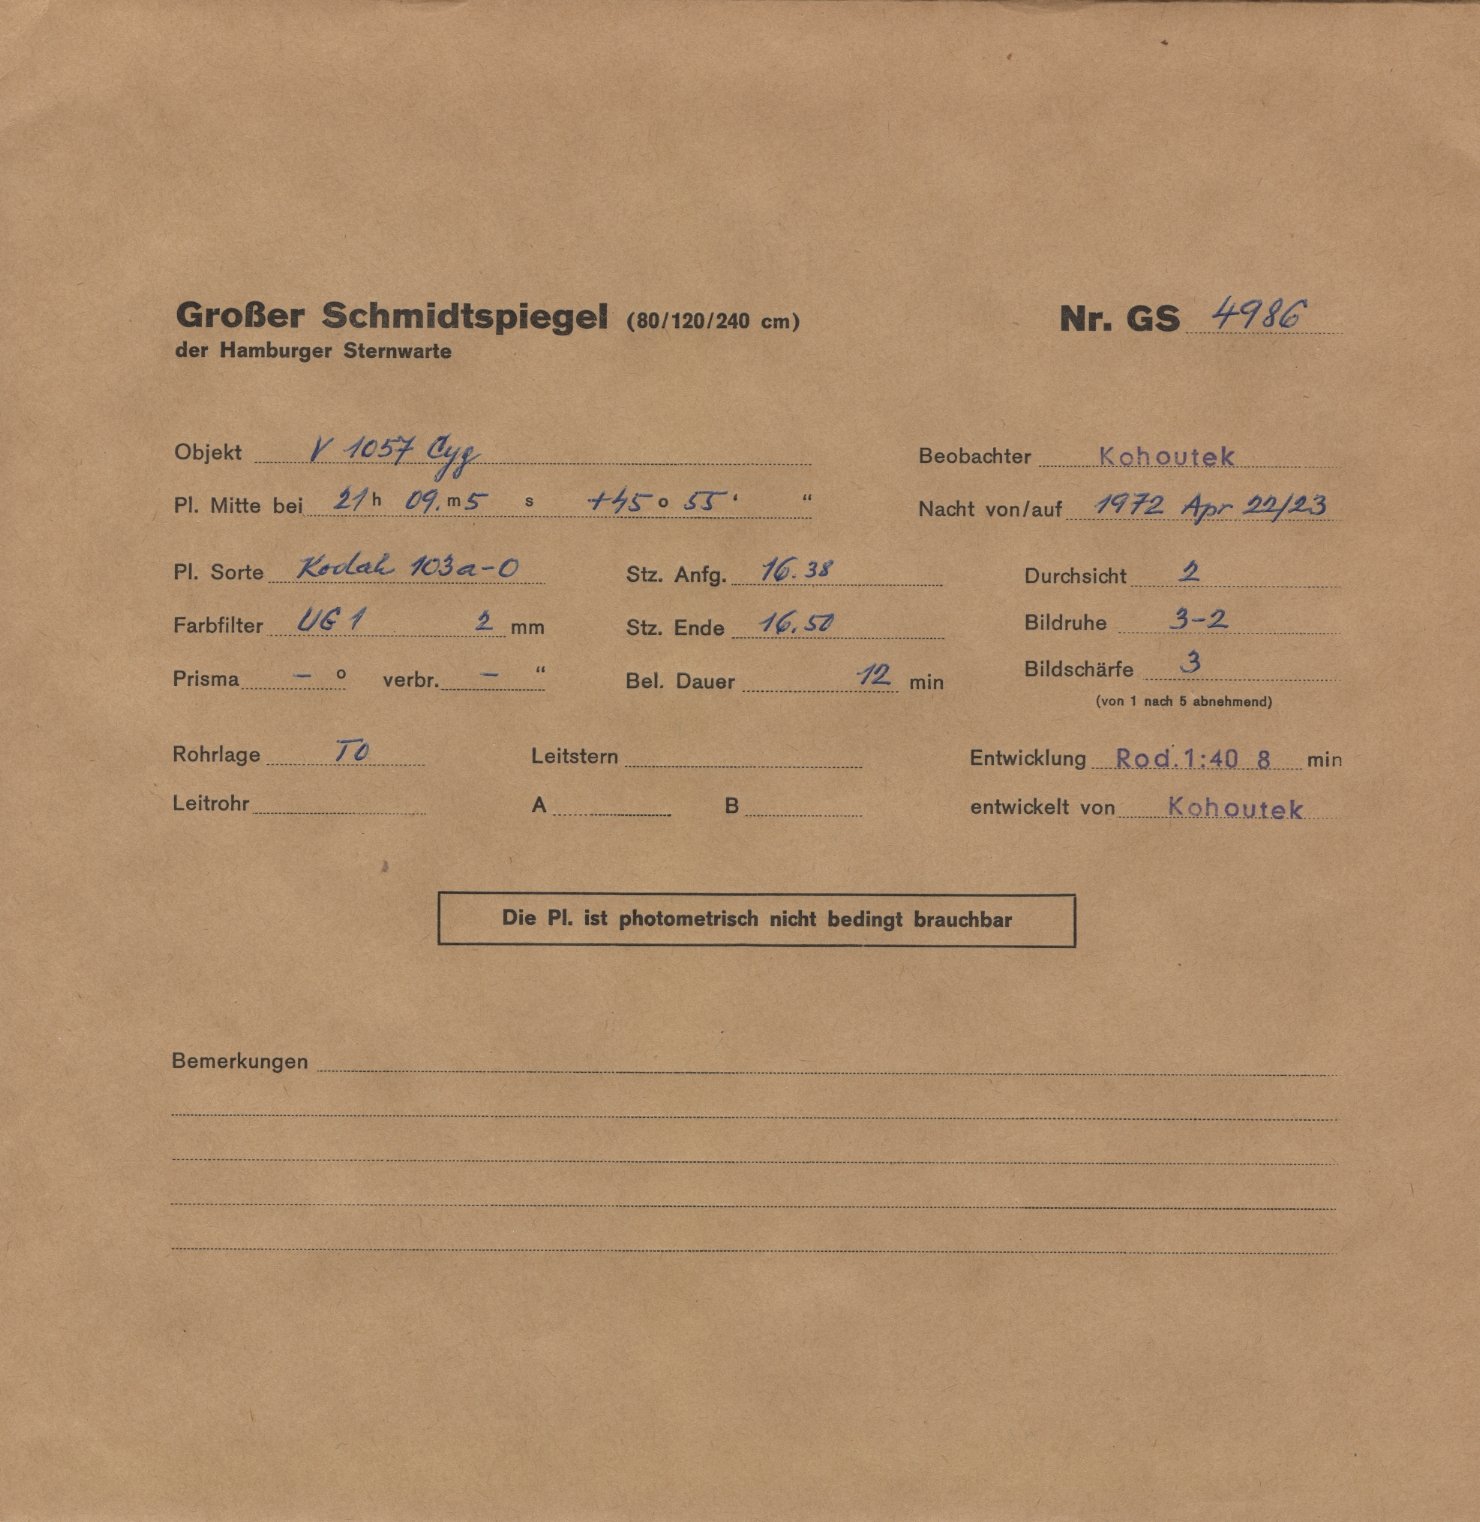 Großer Schmidtspiegel (80/120/240 cm) Nr. GS 4986
der Hamburger Sternwarte
Objekt V 1057 Cyg Beobachter Kohoutek
Pl. Mitte bei 21 h 09. m 5 s +45 o 55 ‘ “ Nacht von/auf 1972 Apr 22/23
Pl. Sorte Kodak 103a-O Stz. Anfg. 16.38 Durchsicht 2
Farbfilter UG 1 2 mm Stz. Ende 16.50 Bildruhe 3-2
Prisma – o verbr. – “ Bel. Dauer 12 min Bildschärfe 3
(von 1 nach 5 abnehmend)
Rohrlage TO Leitstern Entwicklung Rod.1:40 8 min
Leitrohr A B entwickelt von Kohoutek
Die Pl. ist photometrisch nicht bedingt brauchbar
Bemerkungen